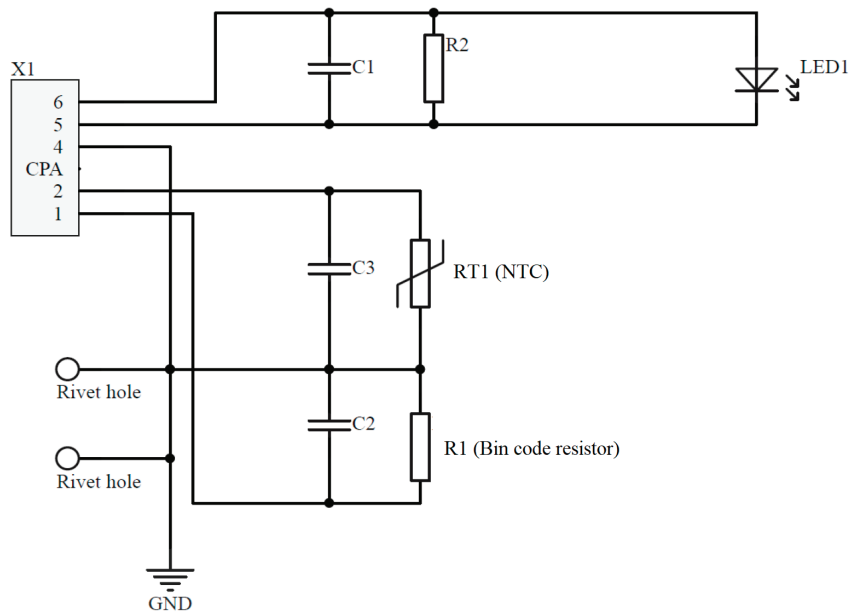 X1
6
5
4
CPA
2
1
C1
R2
LED1
C3
RT1 (NTC)
Rivet hole
C2
R1 (Bin code resistor)
Rivet hole
GND